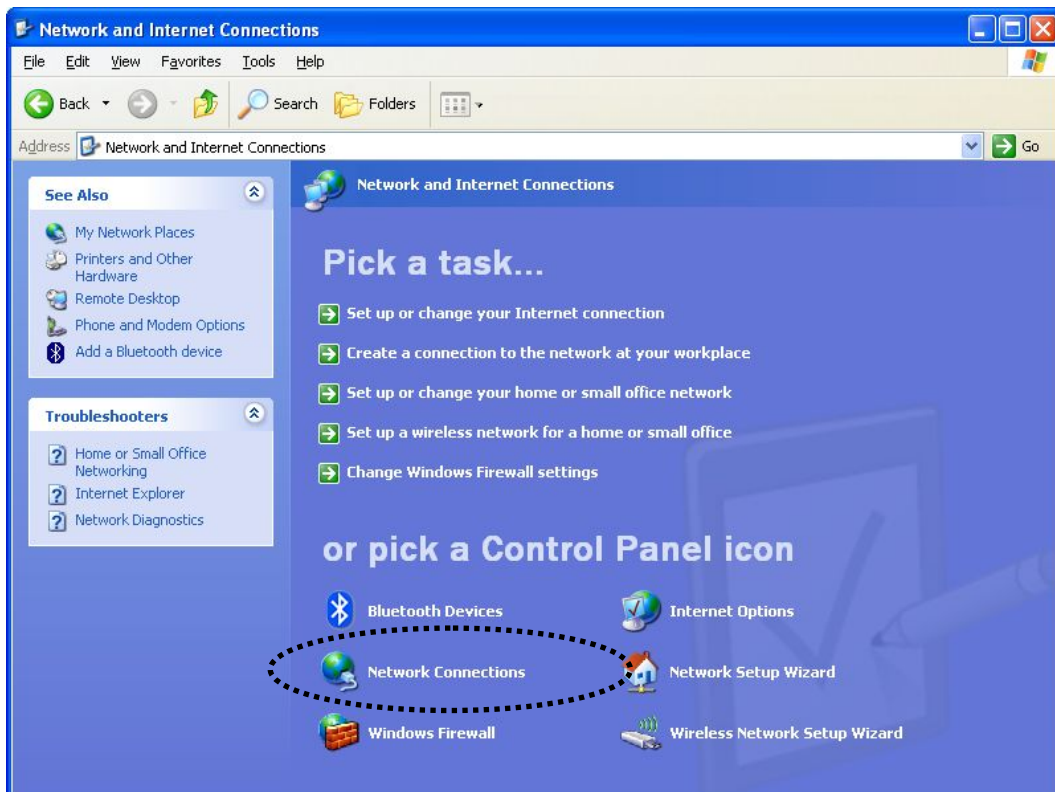 Network and Internet Connections
File Edit View Favorites Tools Help
Back Search Folders
Address Network and Internet Connections Go
See Also
My Network Places
Printers and Other
Hardware
Remote Desktop
Phone and Modem Options
Add a Bluetooth device
Troubleshooters
Home or Small Office
Networking
Internet Explorer
Network Diagnostics
Network and Internet Connections
Pick a task...
Set up or change your Internet connection
Create a connection to the network at your workplace
Set up or change your home or small office network
Set up a wireless network for a home or small office
Change Windows Firewall settings
or pick a Control Panel icon
Bluetooth Devices Internet Options
Network Connections Network Setup Wizard
Windows Firewall Wireless Network Setup Wizard